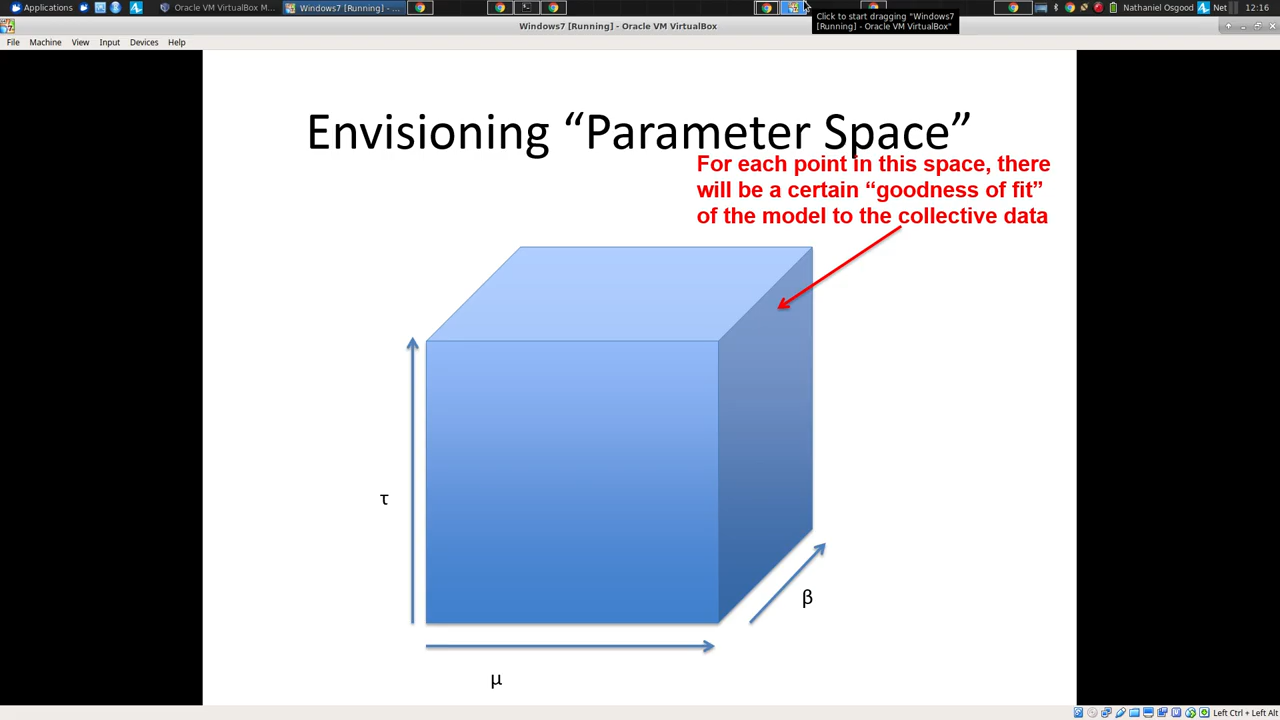 Applications
Oracle VM VirtualBox M...
Windows7 [Running] - ...
Nathaniel Osgood
Net
12:16
Click to start dragging "Windows7
[Running] - Oracle VM VirtualBox"
Windows7 [Running] - Oracle VM VirtualBox
File Machine View Input Devices Help
Envisioning “Parameter Space”
For each point in this space, there
will be a certain “goodness of fit”
of the model to the collective data
τ
β
μ
Left Ctrl + Left Alt